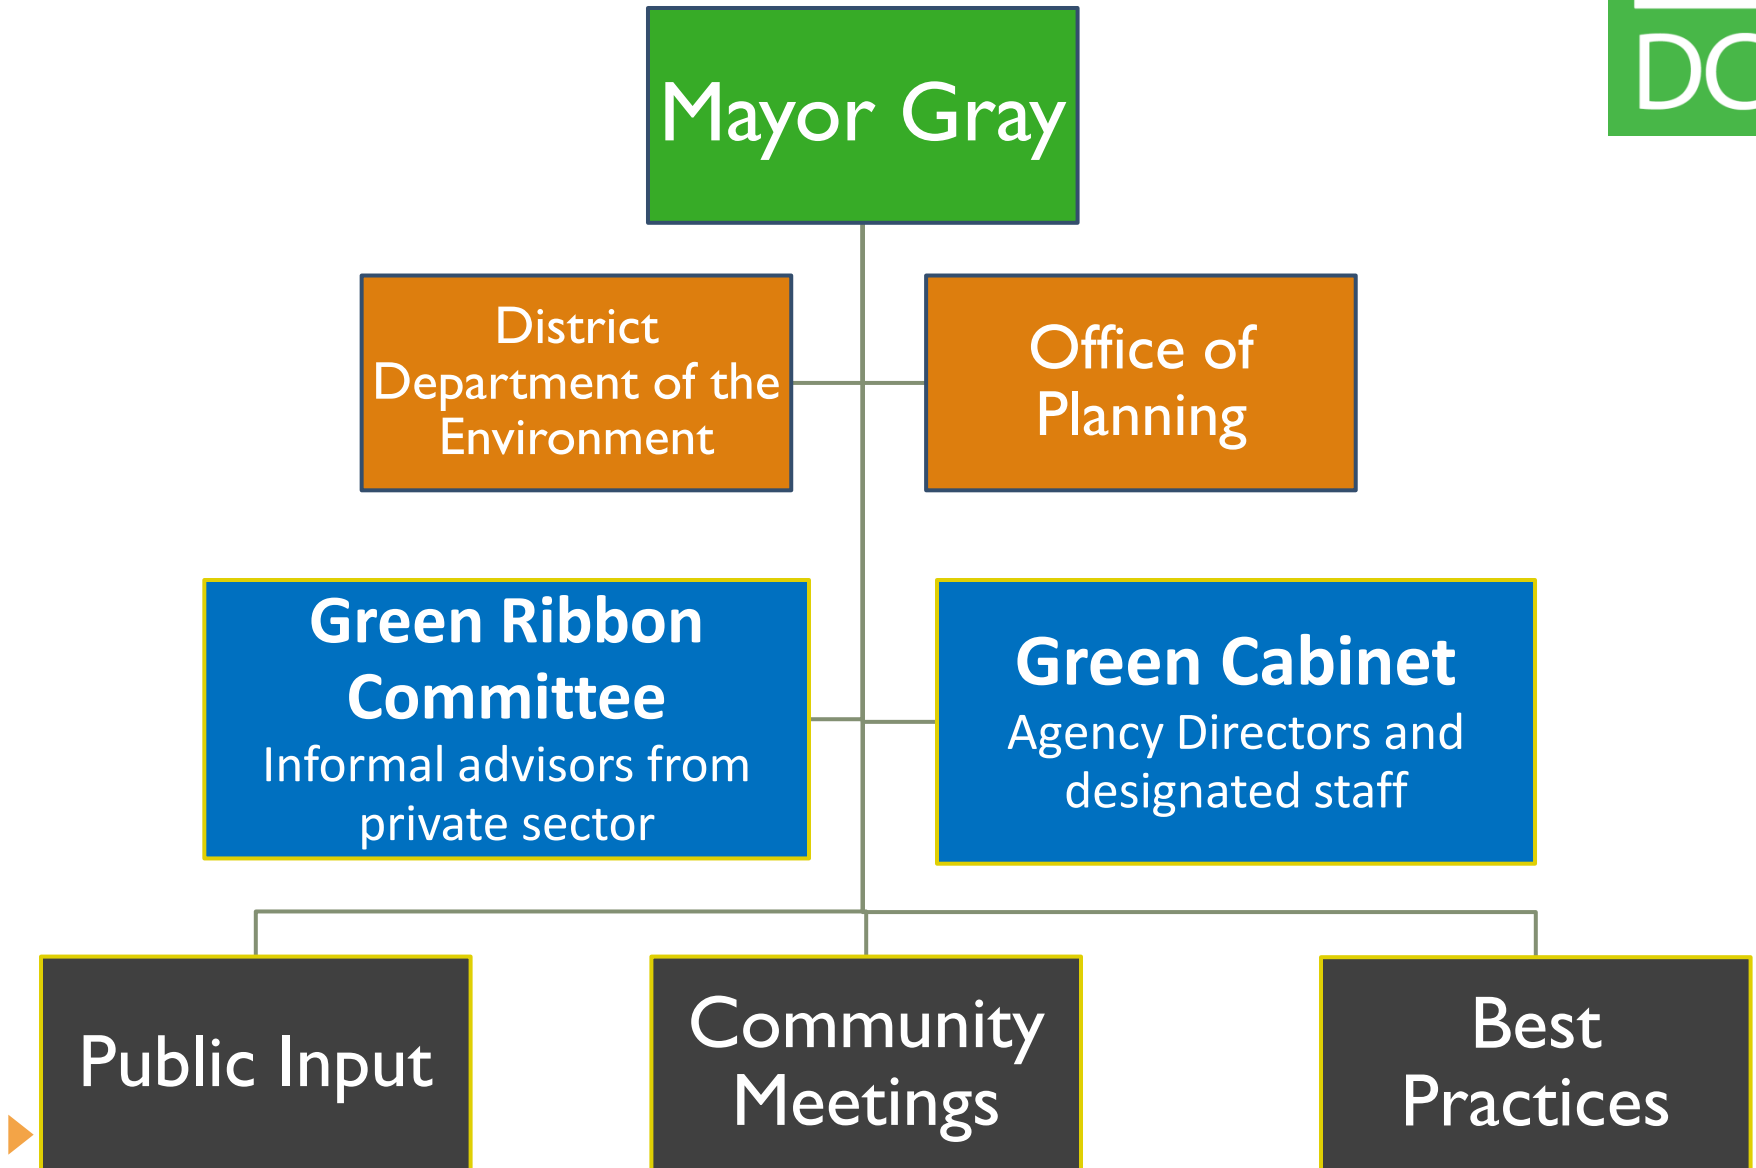 Mayor Gray
DC
District
Department of the
Environment
Office of
Planning
Green Ribbon
Committee
Informal advisors from
private sector
Green Cabinet
Agency Directors and
designated staff
Public Input
Community
Meetings
Best
Practices